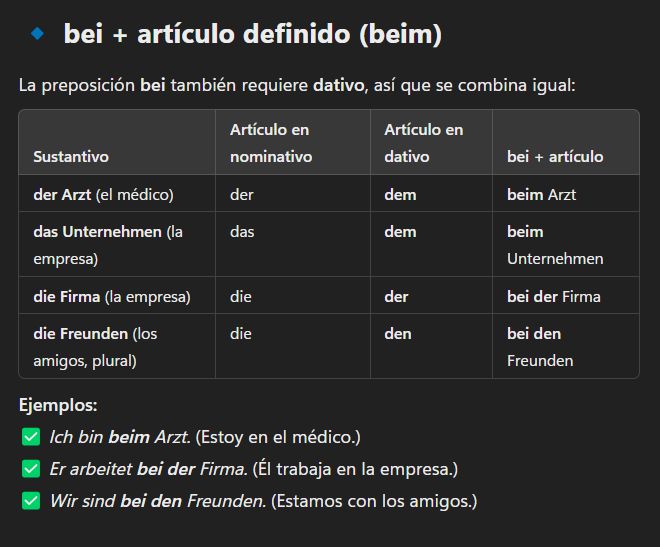 bei + artículo definido (beim)
La preposición bei también requiere dativo, así que se combina igual:
Sustantivo
Artículo en
nominativo
Artículo en
dativo
bei + artículo
der Arzt (el médico)
der
dem
beim Arzt
das Unternehmen (la
empresa)
das
dem
beim
Unternehmen
die Firma (la empresa)
die
der
bei der Firma
die Freunden (los
amigos, plural)
die
den
bei den
Freunden
Ejemplos:
Ich bin beim Arzt. (Estoy en el médico.)
Er arbeitet bei der Firma. (Él trabaja en la empresa.)
Wir sind bei den Freunden. (Estamos con los amigos.)